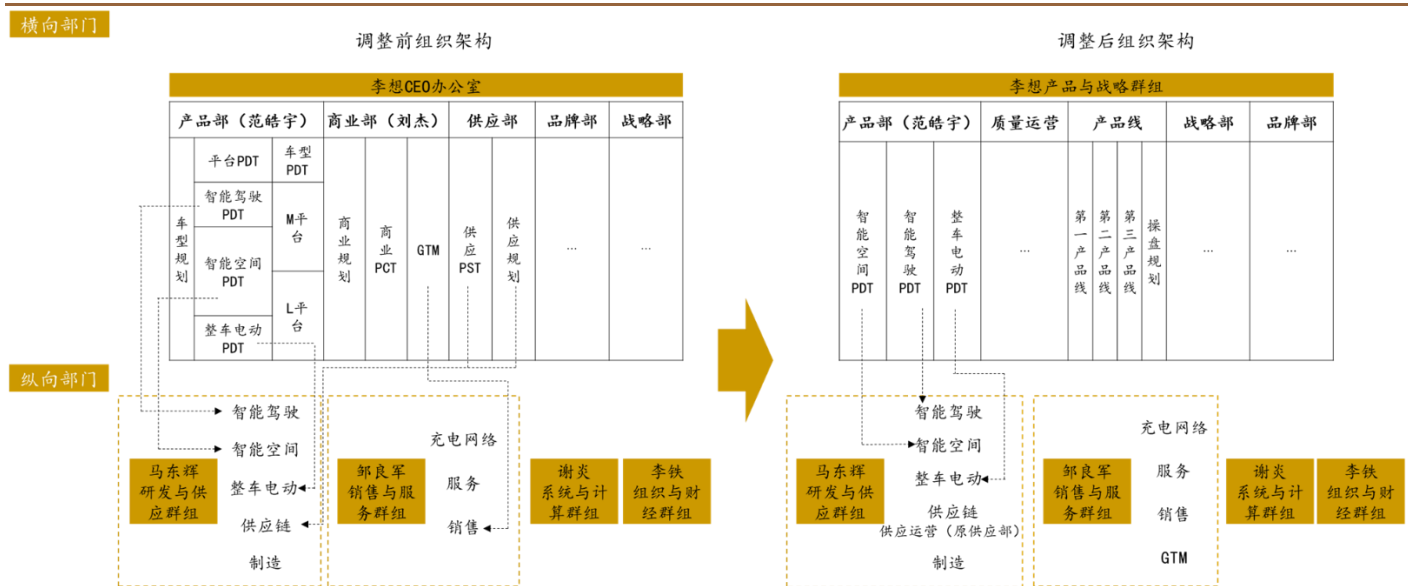 横向部门
调整前组织架构
调整后组织架构
李想CEO办公室
产品部（范皓宇）
商业部（刘杰）
供应部
品牌部
战略部
车型规划
平台PDT
智能驾驶
PDT
智能空间
PDT
整车电动
PDT
车型
PDT
M平
台
L平
台
商业规划
商业PCT
GTM
供应PST
供应规划
...
...
李想产品与战略群组
产品部（范皓宇）
质量运营
产品线
战略部
品牌部
智能空间PDT
智能驾驶PDT
整车电动PDT
...
第一产品线
第二产品线
第三产品线
操盘规划
...
...
纵向部门
马东辉
研发与供
应群组
智能驾驶
智能空间
整车电动
供应链
制造
邹良军
销售与服
务群组
充电网络
服务
销售
谢炎
系统与计
算群组
李铁
组织与财
经群组
马东辉
研发与供
应群组
智能驾驶
智能空间
整车电动
供应链
供应运营（原供应部）
制造
邹良军
销售与服
务群组
充电网络
服务
销售
GTM
谢炎
系统与计
算群组
李铁
组织与财
经群组